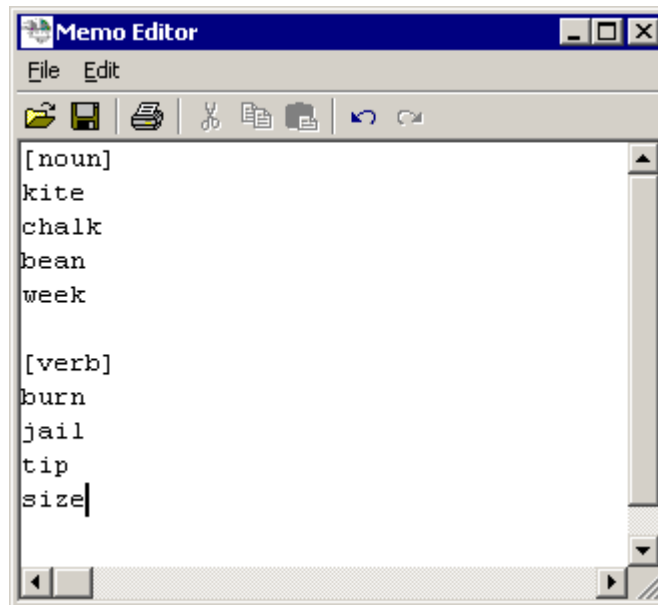 Memo Editor
File Edit
[noun]
kite
chalk
bean
week

[verb]
burn
jail
tip
size